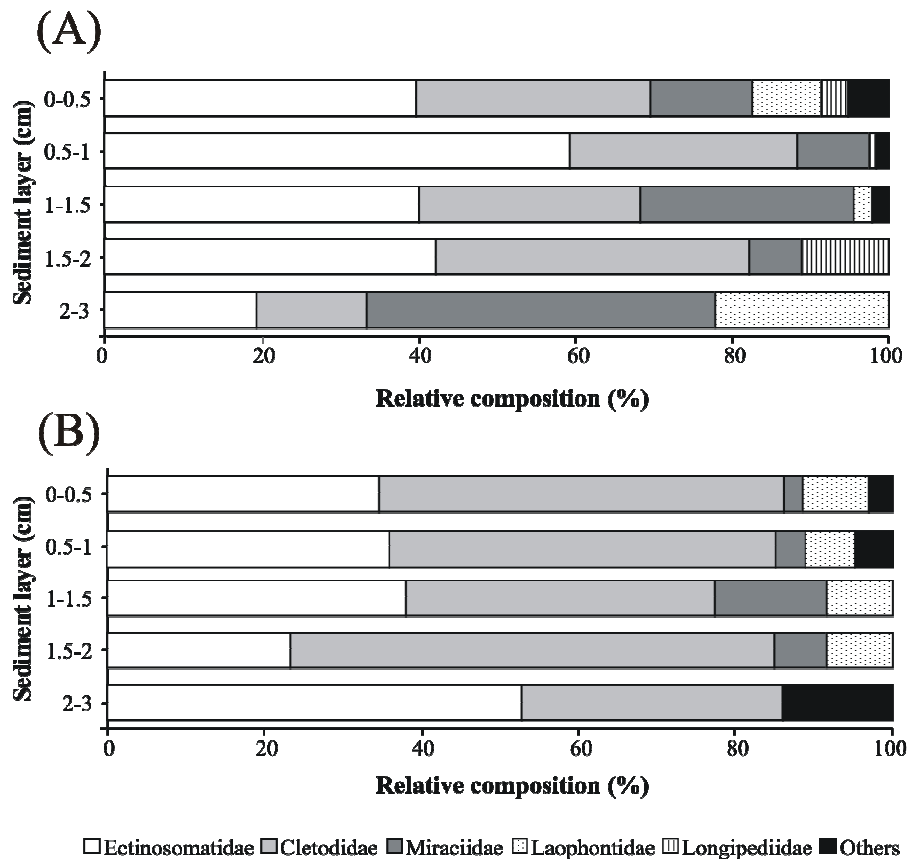 (A)
Sediment layer (cm)
0-0.5
0.5-1
1-1.5
1.5-2
2-3
0 20 40 60 80 100
Relative composition (%)
(B)
Sediment layer (cm)
0-0.5
0.5-1
1-1.5
1.5-2
2-3
0 20 40 60 80 100
Relative composition (%)
Ectinosomatidae Cletodidae Miraciidae Laophontidae Longipediidae Others